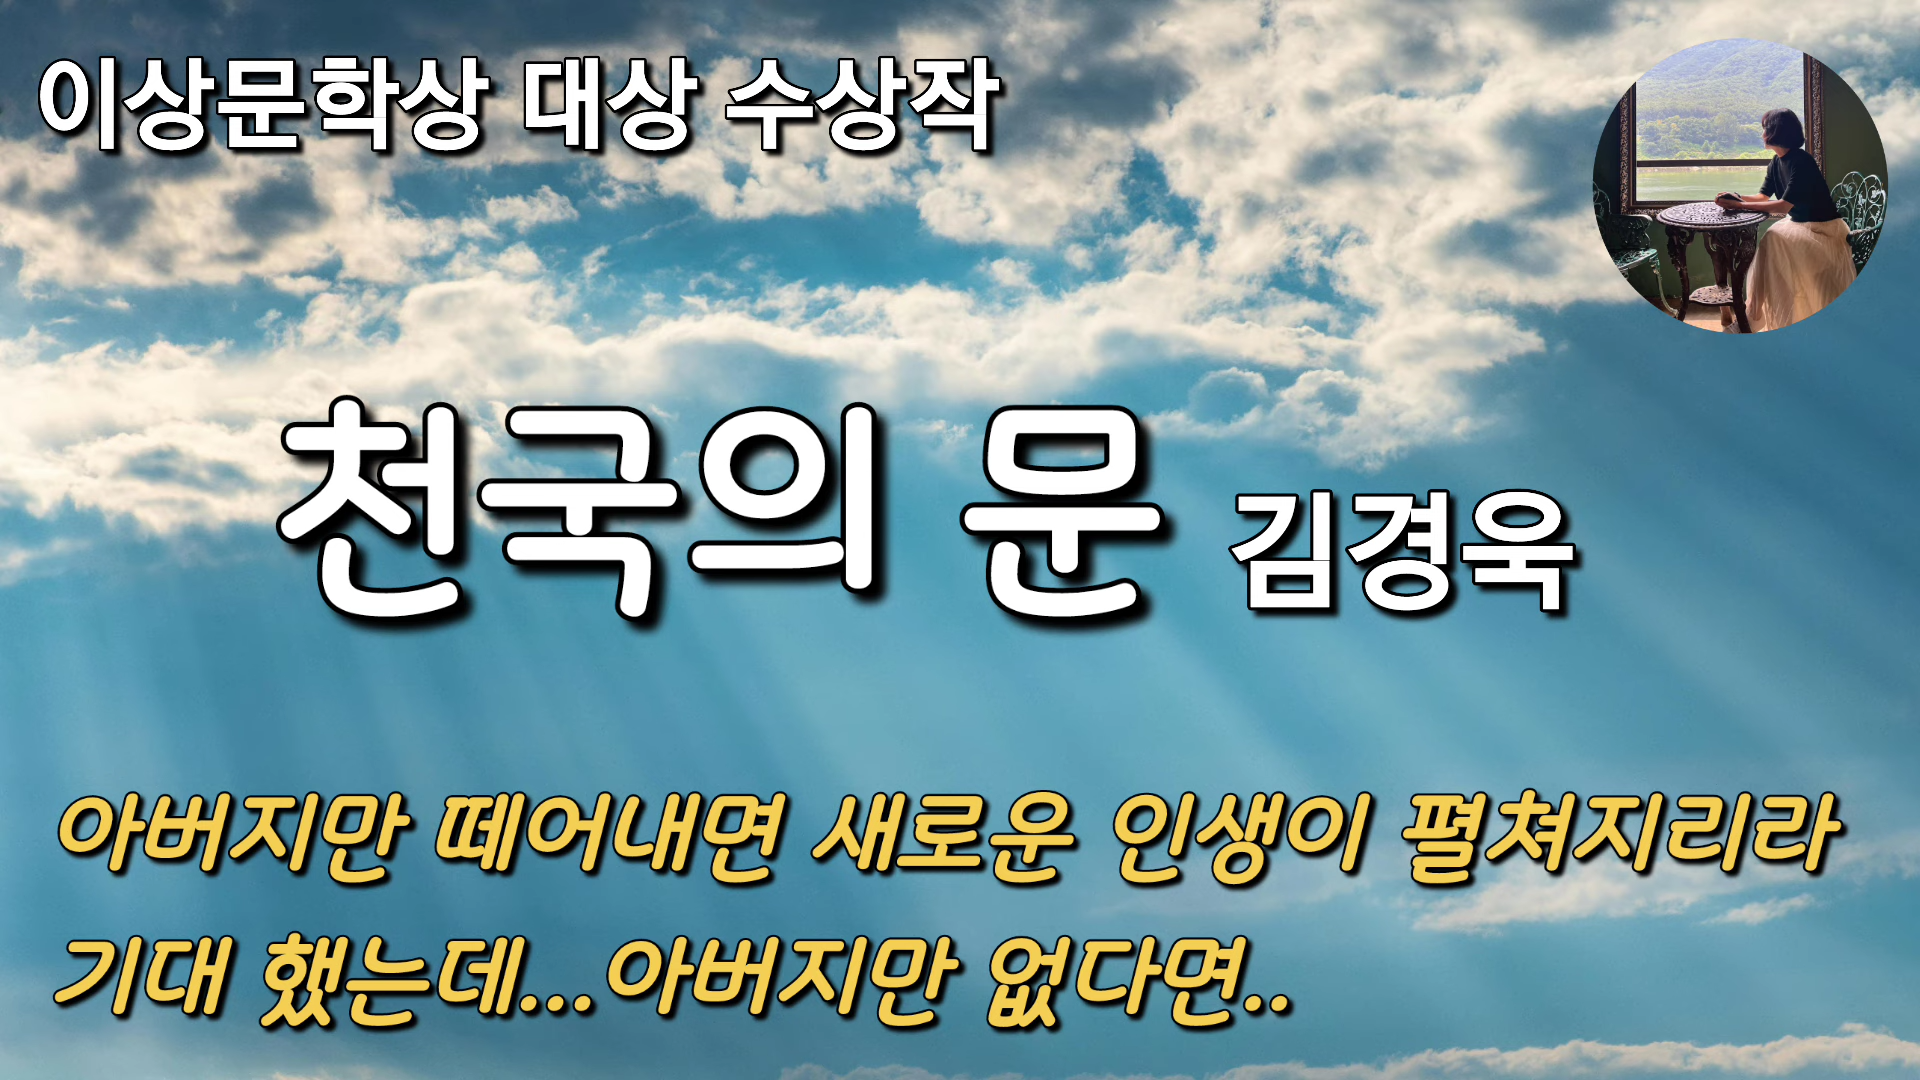 이상문학상 대상 수상작
천국의 문 김경욱
아버지만 떼어내면 새로운 인생이 펼쳐지리라
기대 했는데...아버지만 없다면..